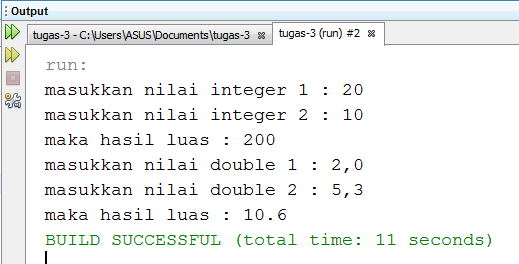 Output
tugas-3 - C:\Users\ASUS\Documents\tugas-3
tugas-3 (run) #2
run:
masukkan nilai integer 1 : 20
masukkan nilai integer 2 : 10
maka hasil luas : 200
masukkan nilai double 1 : 2,0
masukkan nilai double 2 : 5,3
maka hasil luas : 10.6
BUILD SUCCESSFUL (total time: 11 seconds)